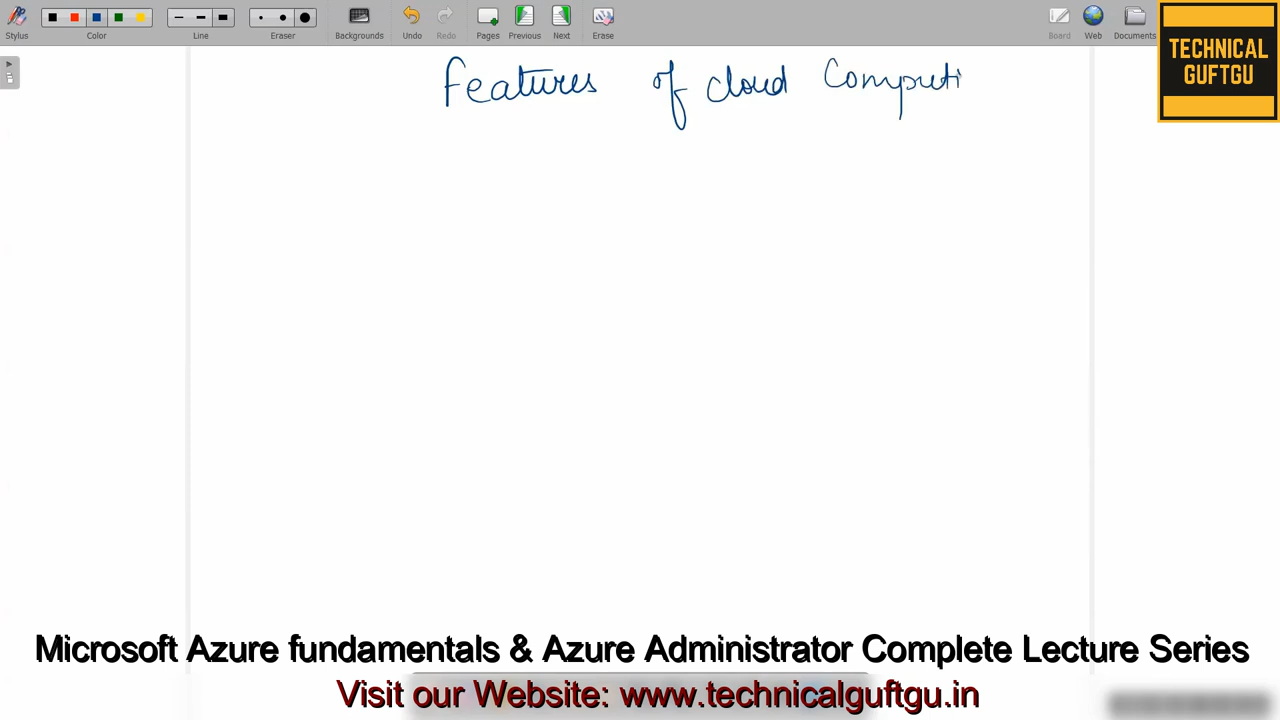 Stylus Color Line Eraser Backgrounds Undo Redo Pages Previous Next Erase Board Web Documents
TECHNICAL
GUFTGU
Features of cloud Computi
Microsoft Azure fundamentals & Azure Administrator Complete Lecture Series
Visit our Website: www.technicalguftgu.in